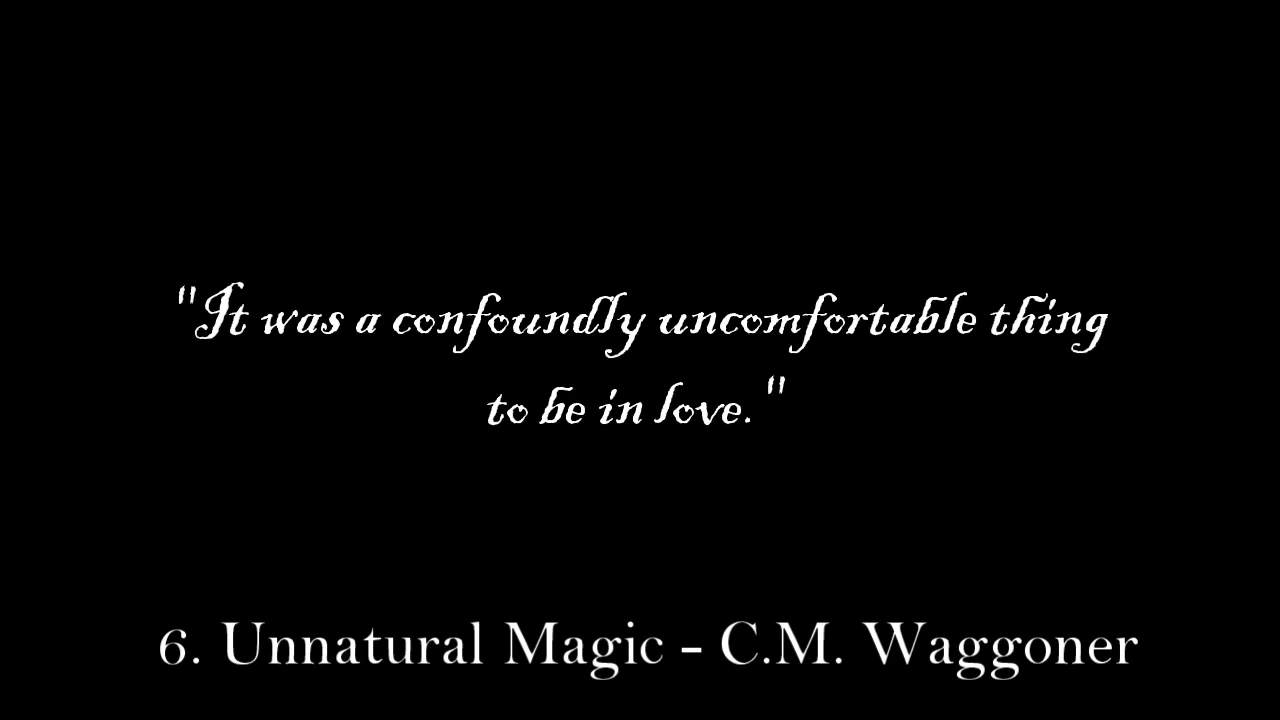 "It was a confoundly uncomfortable thing
to be in love."
6. Unnatural Magic - C.M. Waggoner